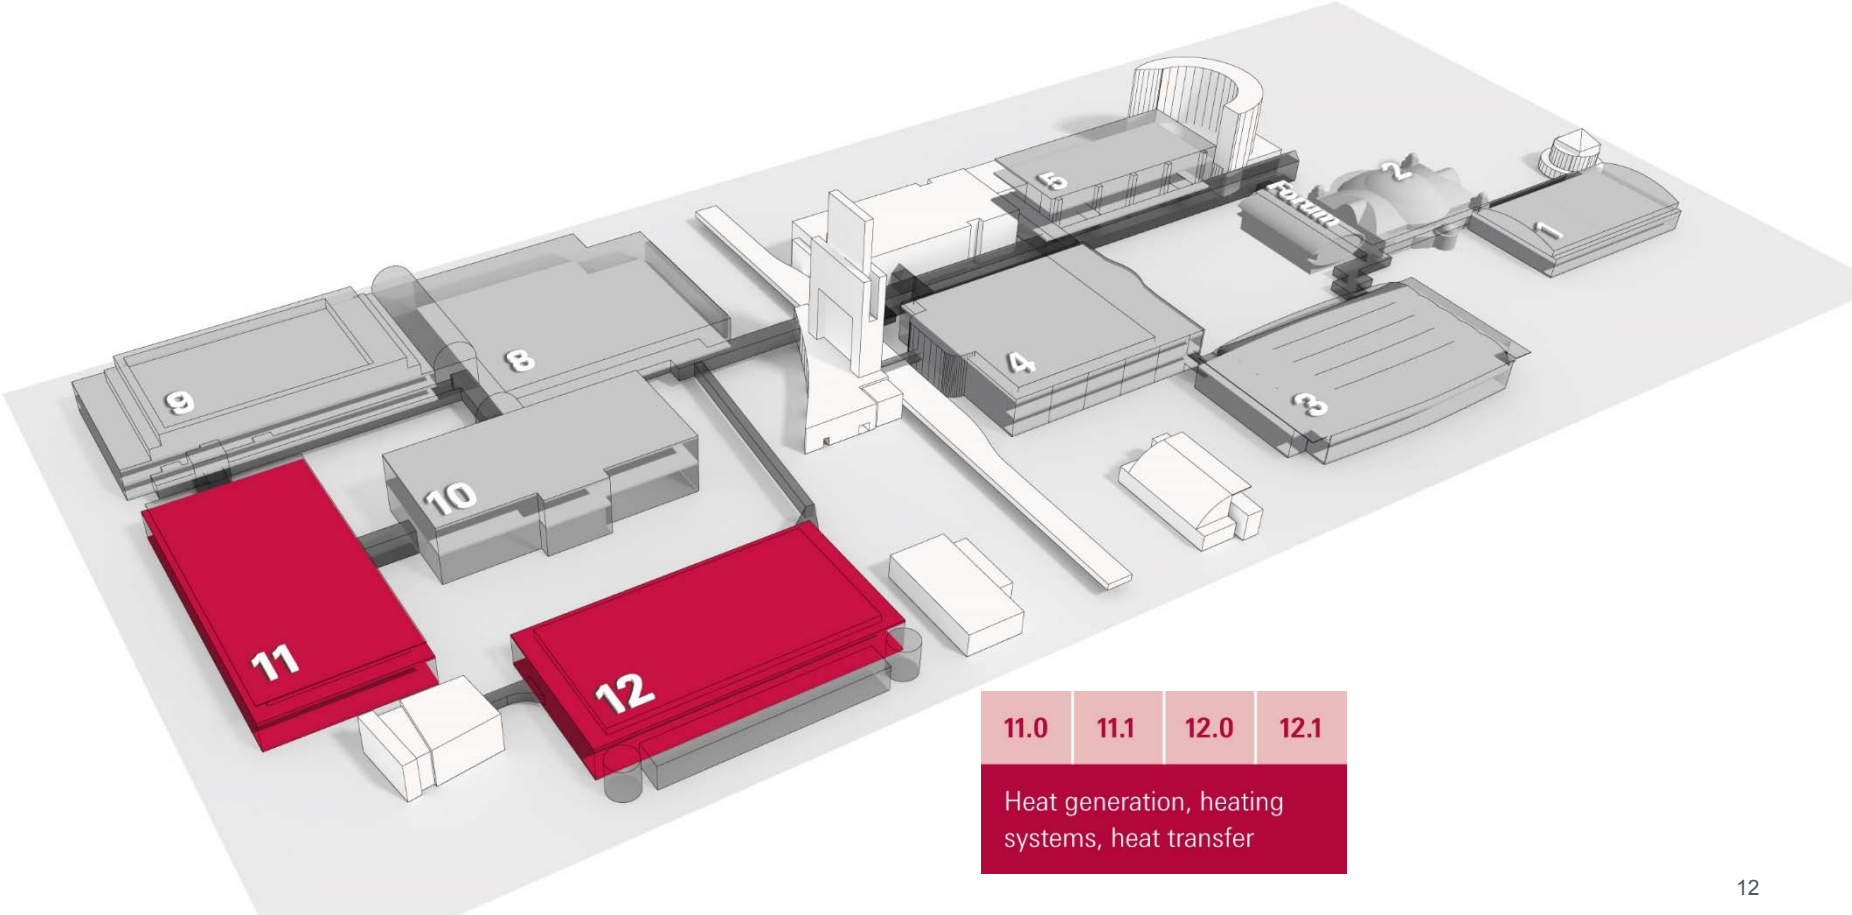 5
2
Forum
1
9
8
4
3
10
11
12
11.0 11.1 12.0 12.1
Heat generation, heating
systems, heat transfer
12